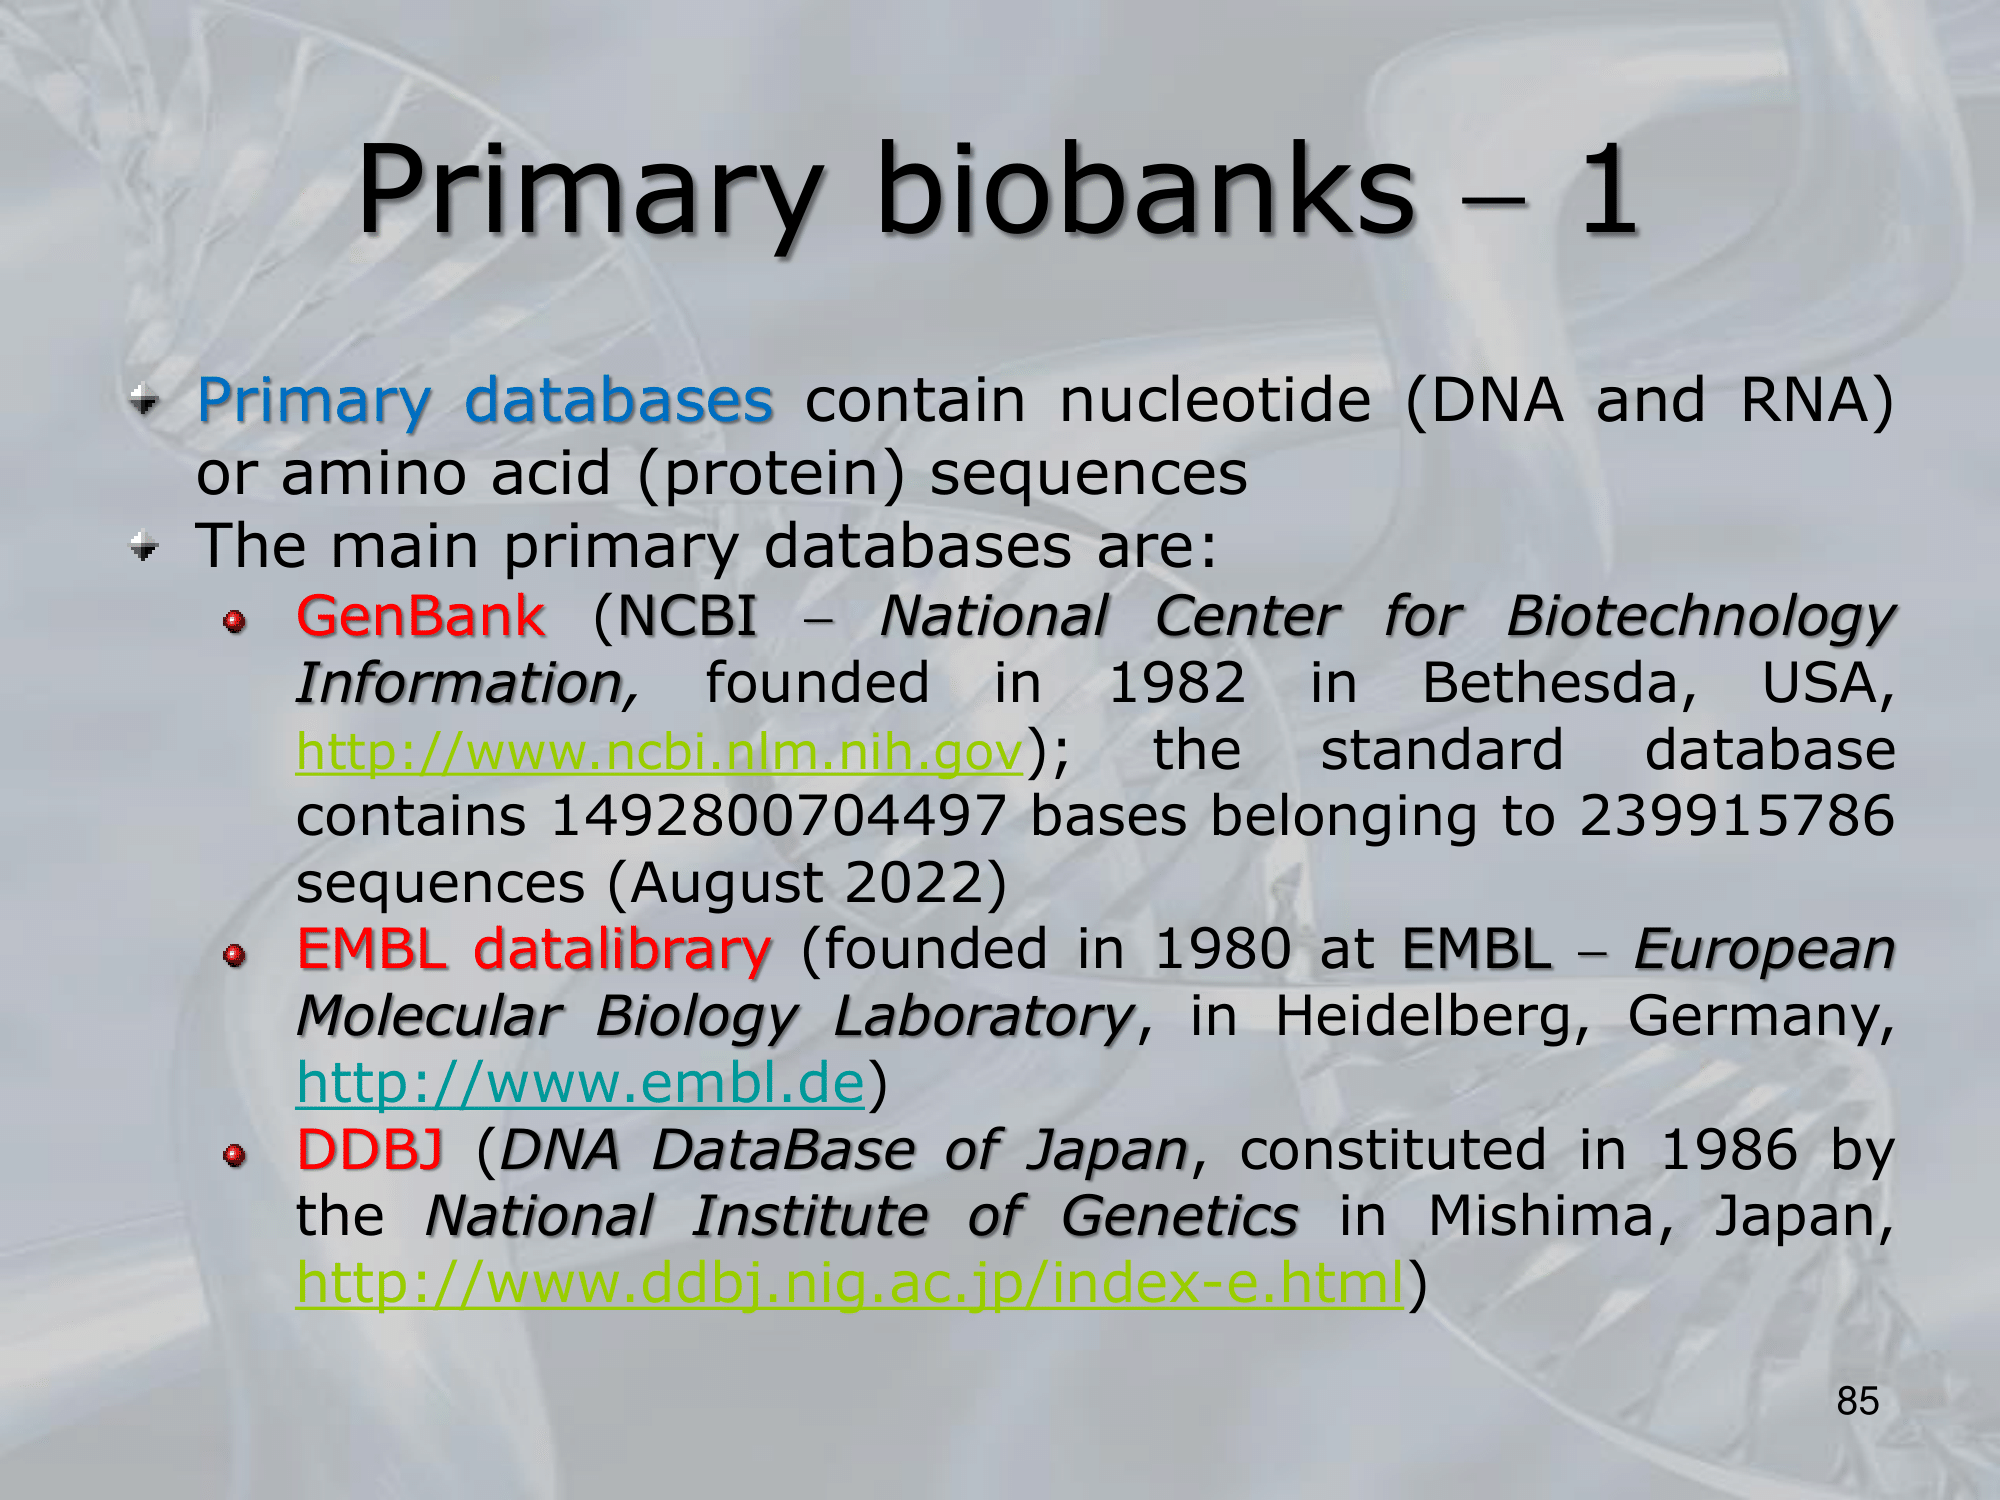 Primary biobanks – 1
Primary databases contain nucleotide (DNA and RNA)
or amino acid (protein) sequences
The main primary databases are:
GenBank (NCBI – National Center for Biotechnology
Information, founded in 1982 in Bethesda, USA,
http://www.ncbi.nlm.nih.gov); the standard database
contains 1492800704497 bases belonging to 239915786
sequences (August 2022)
EMBL datalibrary (founded in 1980 at EMBL – European
Molecular Biology Laboratory, in Heidelberg, Germany,
http://www.embl.de)
DDBJ (DNA DataBase of Japan, constituted in 1986 by
the National Institute of Genetics in Mishima, Japan,
http://www.ddbj.nig.ac.jp/index-e.html)
85